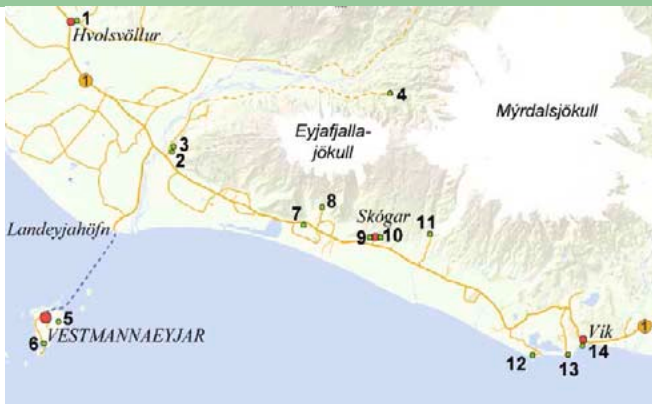 1
Hvolsvöllur
1
4
Mýrdalsjökull
Eyjafjalla-
jökull
3
2
8
Skógar
7
9
10
11
Landeyjahöfn
5
VESTMANNAEYJAR
6
1
Vík
12
13
14